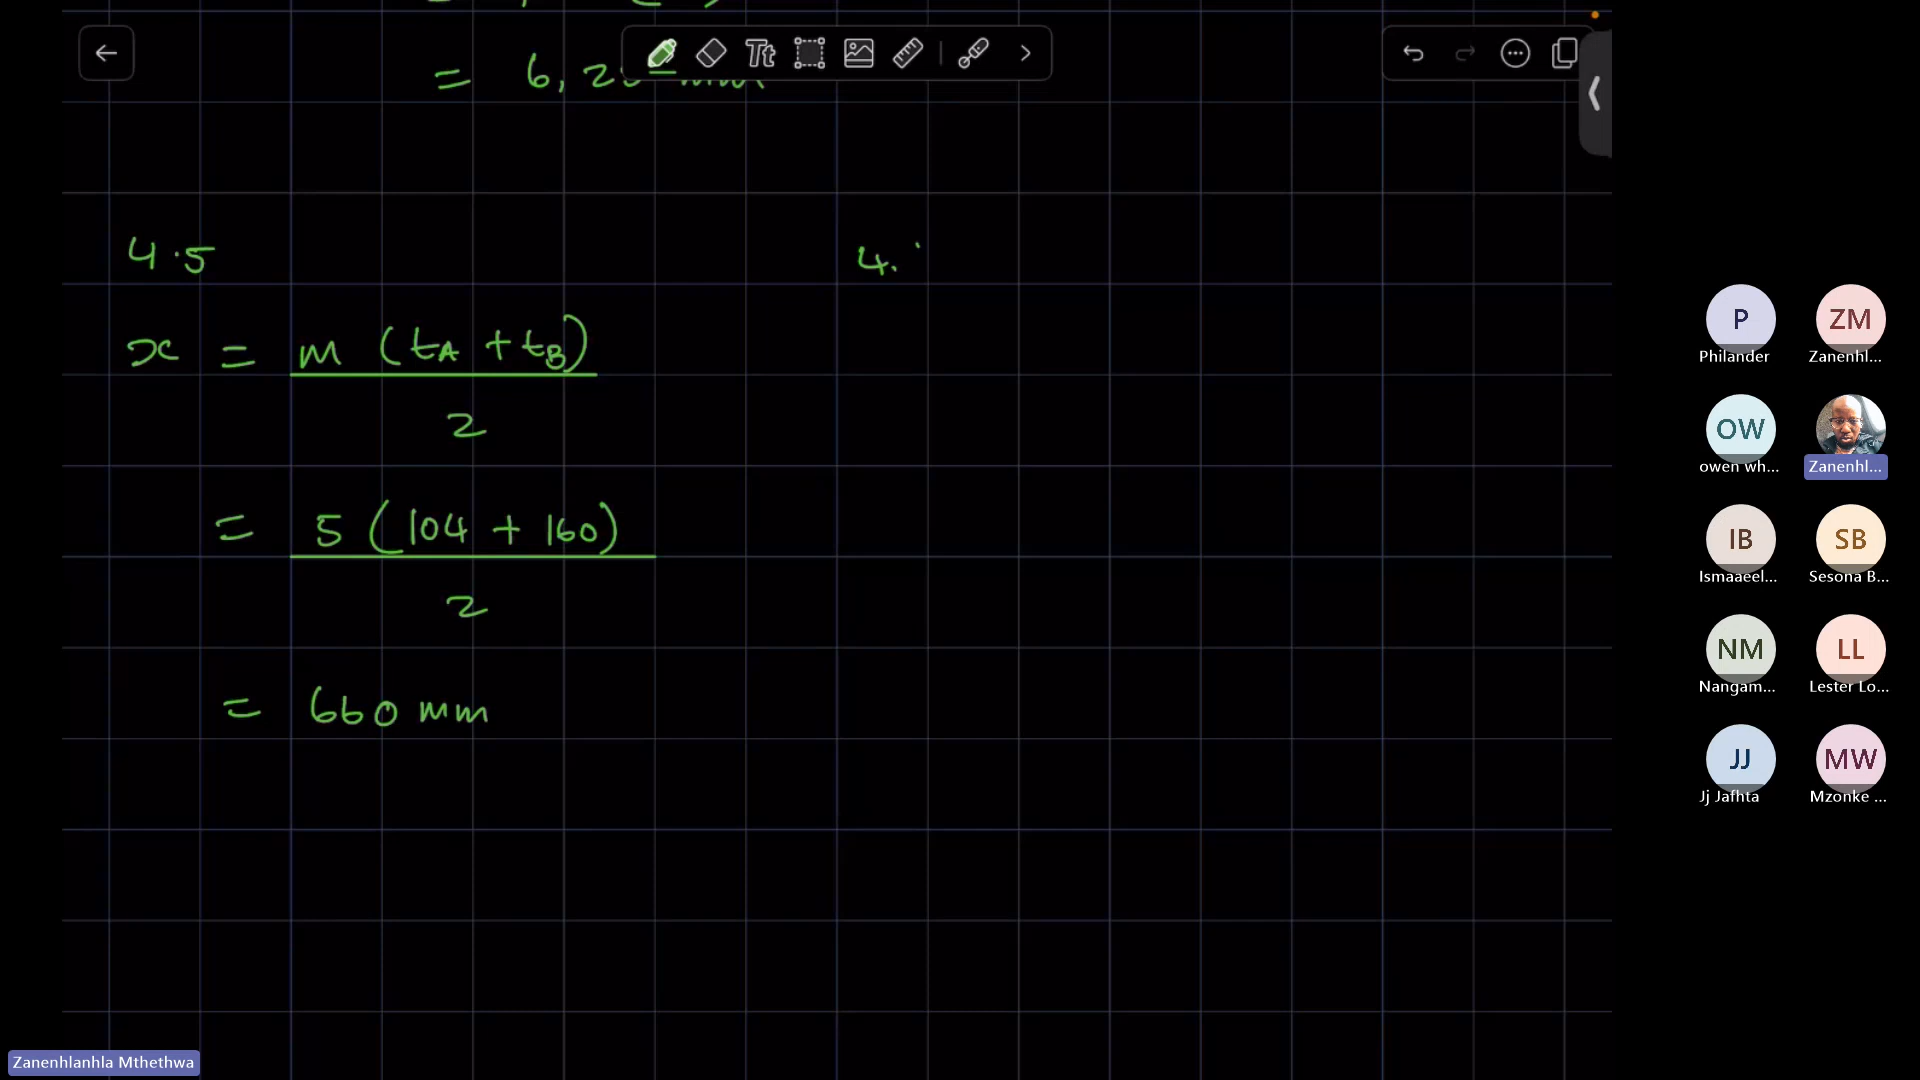 Tt
4.5
x = m (tA + tB)
2
= 5 (104 + 160)
2
= 660 mm
4.
P
Philander
ZM
Zanenhl...
OW
owen wh...
Zanenhl...
IB
Ismaaeel...
SB
Sesona B...
NM
Nangam...
LL
Lester Lo...
JJ
Jj Jafhta
MW
Mzonke ...
Zanenhlanhla Mthethwa